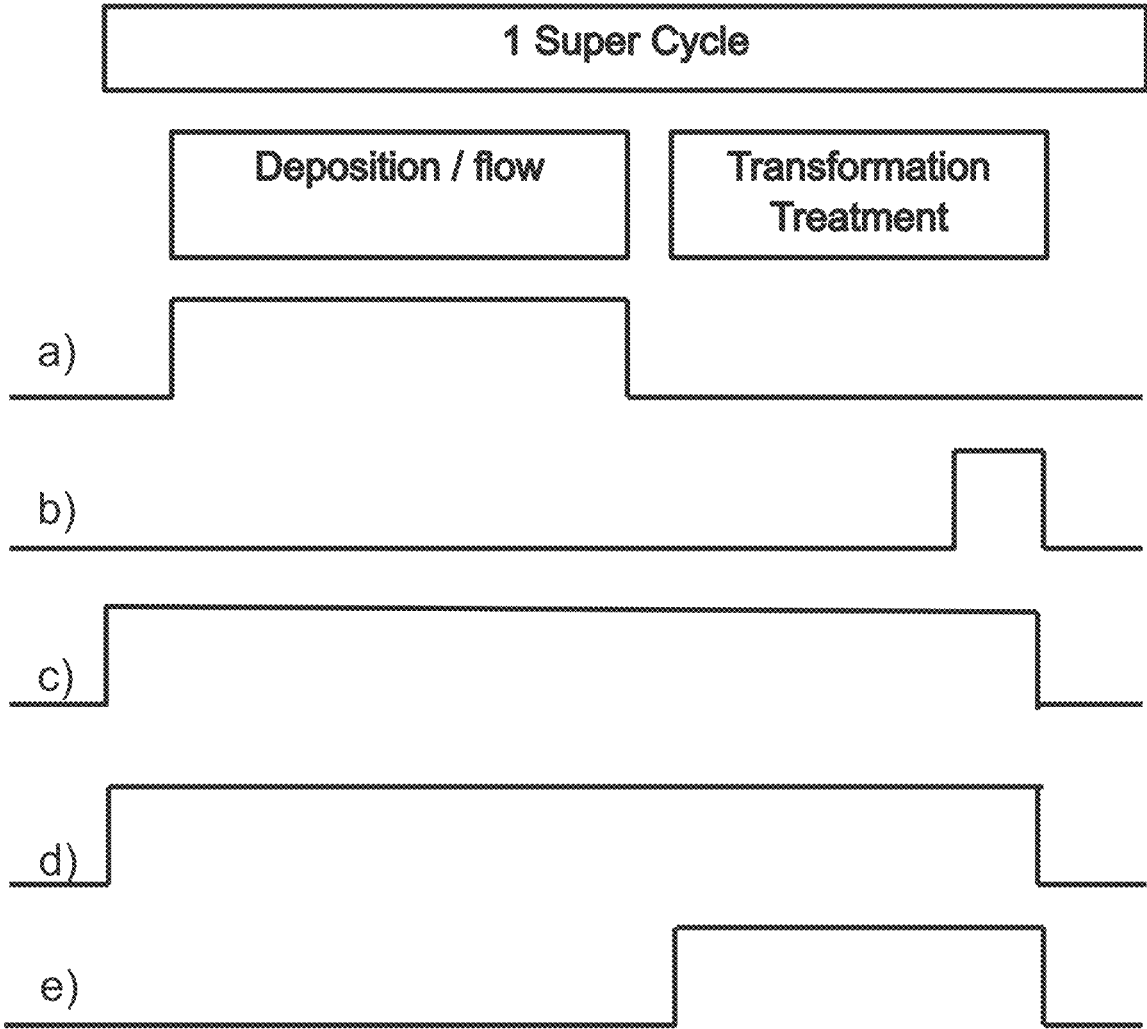 1 Super Cycle
Deposition / flow
Transformation
Treatment
a)
b)
c)
d)
e)